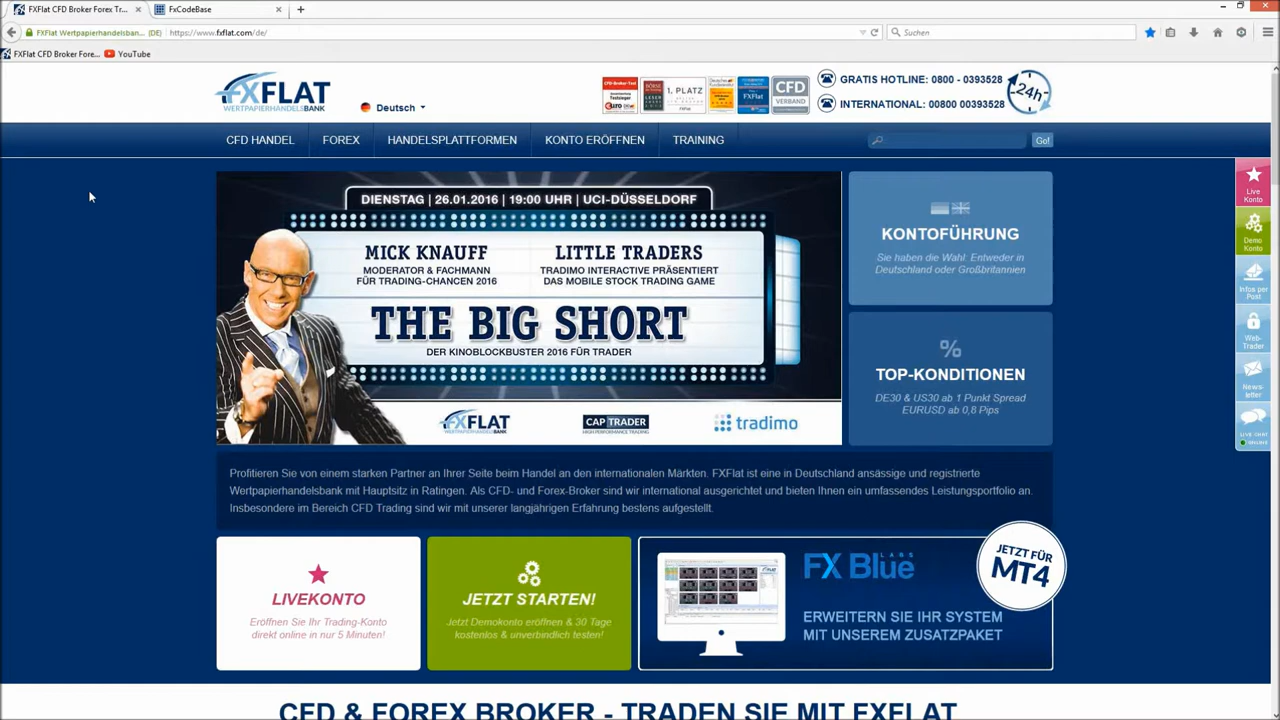 FXFlat CFD Broker Forex Tr...
FxCodeBase
FXFlat Wertpapierhandelsban... (DE)
https://www.fxflat.com/de/
Suchen
FXFlat CFD Broker Fore...
YouTube
FXFLAT
WERTPAPIERHANDELSBANK
Deutsch
1. PLATZ
CFD
VERBAND
GRATIS HOTLINE: 0800 - 0393528
INTERNATIONAL: 00800 00393528
24h
CFD HANDEL
FOREX
HANDELSPLATTFORMEN
KONTO ERÖFFNEN
TRAINING
Go!
DIENSTAG | 26.01.2016 | 19:00 UHR | UCI-DÜSSELDORF
MICK KNAUFF
MODERATOR & FACHMANN
FÜR TRADING-CHANCEN 2016
LITTLE TRADERS
TRADIMO INTERACTIVE PRÄSENTIERT
DAS MOBILE STOCK TRADING GAME
THE BIG SHORT
DER KINOBLOCKBUSTER 2016 FÜR TRADER
FXFLAT
WERTPAPIERHANDELSBANK
CAPTRADER
HIGH PERFORMANCE TRADING
tradimo
KONTOFÜHRUNG
Sie haben die Wahl: Entweder in
Deutschland oder Großbritannien
%
TOP-KONDITIONEN
DE30 & US30 ab 1 Punkt Spread
EURUSD ab 0,8 Pips
Live
Konto
Demo
Konto
Infos per
Post
Web-
Trader
News-
letter
LIVE-CHAT
Profitieren Sie von einem starken Partner an Ihrer Seite beim Handel an den internationalen Märkten. FXFlat ist eine in Deutschland ansässige und registrierte
Wertpapierhandelsbank mit Hauptsitz in Ratingen. Als CFD- und Forex-Broker sind wir international ausgerichtet und bieten Ihnen ein umfassendes Leistungsportfolio an.
Insbesondere im Bereich CFD Trading sind wir mit unserer langjährigen Erfahrung bestens aufgestellt.
LIVEKONTO
Eröffnen Sie Ihr Trading-Konto
direkt online in nur 5 Minuten!
JETZT STARTEN!
Jetzt Demokonto eröffnen & 30 Tage
kostenlos & unverbindlich testen!
FX Blue LABS
ERWEITERN SIE IHR SYSTEM
MIT UNSEREM ZUSATZPAKET
JETZT FÜR
MT4
CFD & FOREX BROKER - TRADEN SIE MIT FXFLAT